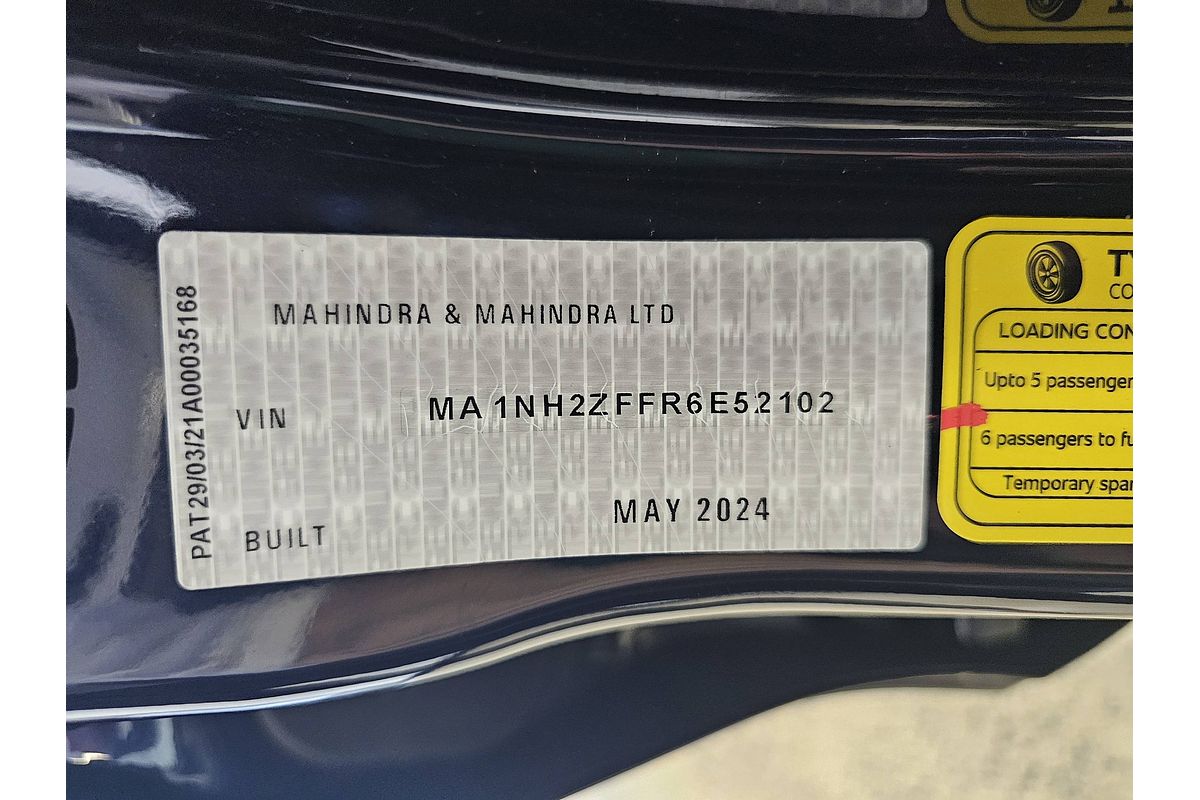 PAT29/03/21A00035168
MAHINDRA & MAHINDRA LTD
VIN MA1NH2ZFFR6E52102
BUILT MAY 2024
LOADING CON
Upto 5 passenger
6 passengers to fu
Temporary spar